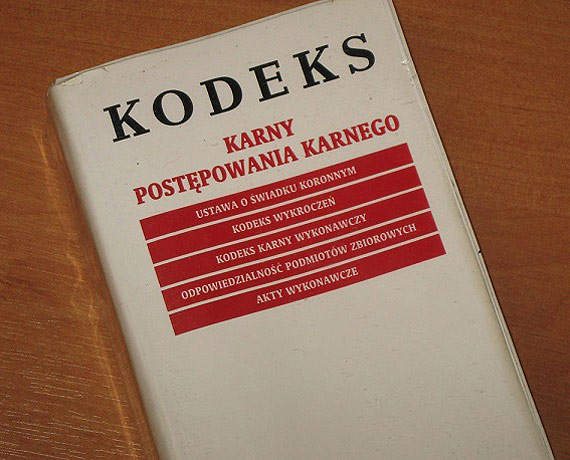 KODEKS
KARNY
POSTĘPOWANIA KARNEGO
USTAWA O ŚWIADKU KORONNYM
KODEKS WYKROCZEŃ
KODEKS KARNY WYKONAWCZY
ODPOWIEDZIALNOŚĆ PODMIOTÓW ZBIOROWYCH
AKTY WYKONAWCZE